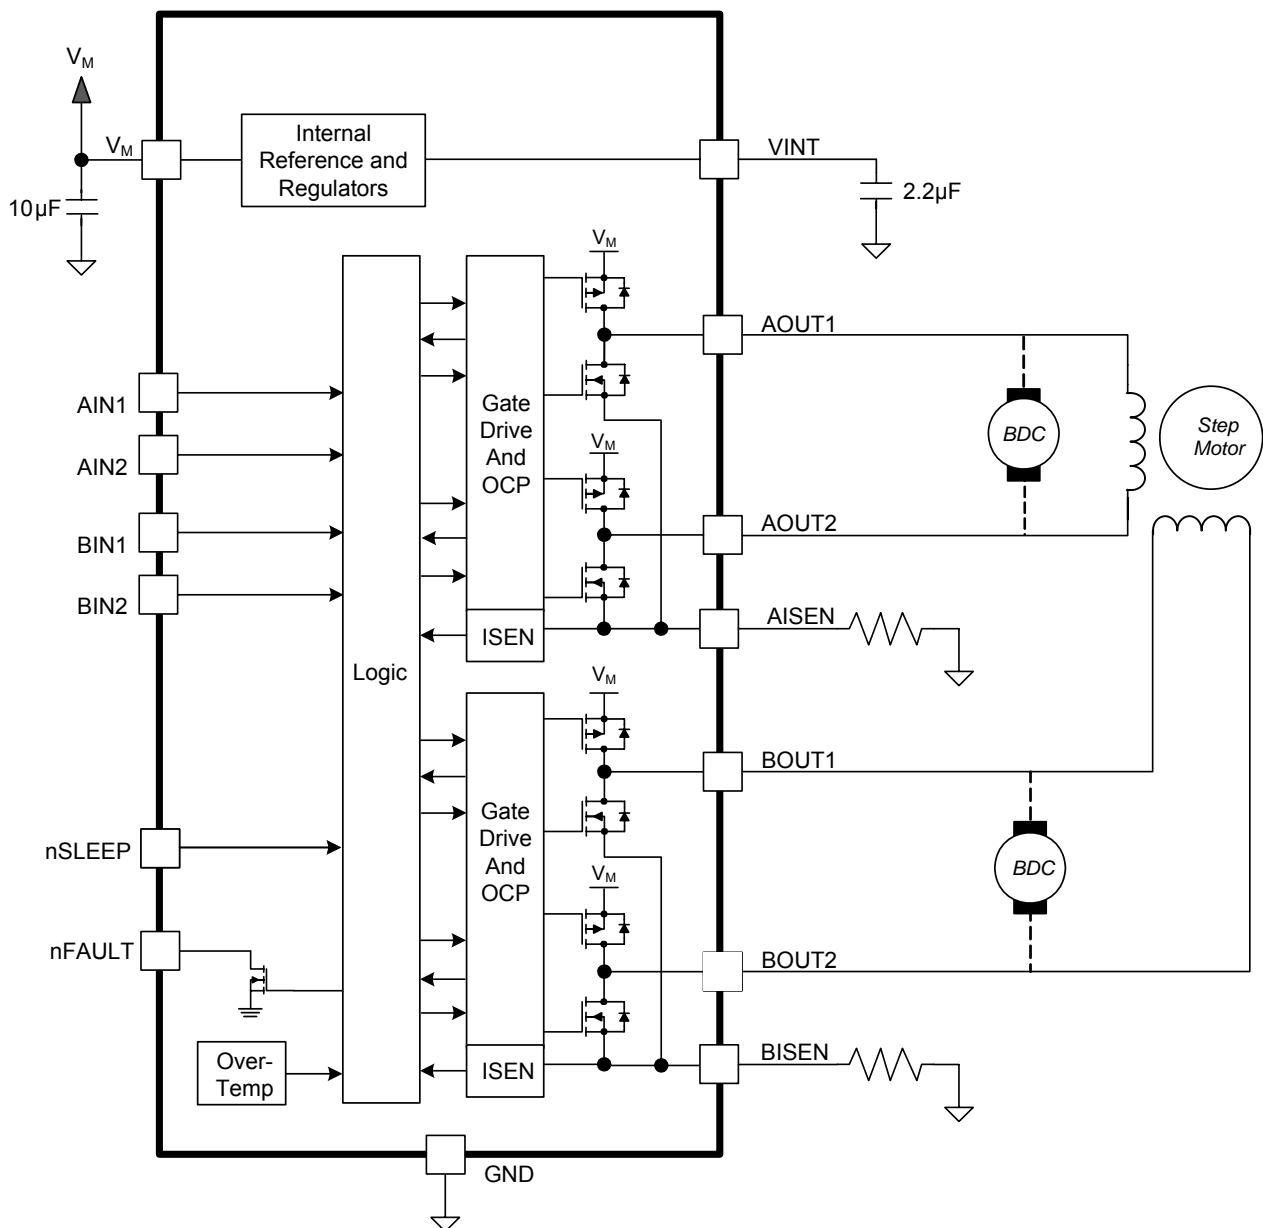 VM
VM
10µF
Internal
Reference and
Regulators
VINT
2.2µF
VM
AOUT1
AIN1
AIN2
BIN1
BIN2
Gate
Drive
And
OCP
VM
BDC
Step
Motor
AOUT2
ISEN
AISEN
Logic
VM
BOUT1
Gate
Drive
And
OCP
VM
BDC
nSLEEP
nFAULT
BOUT2
Over-
Temp
ISEN
BISEN
GND